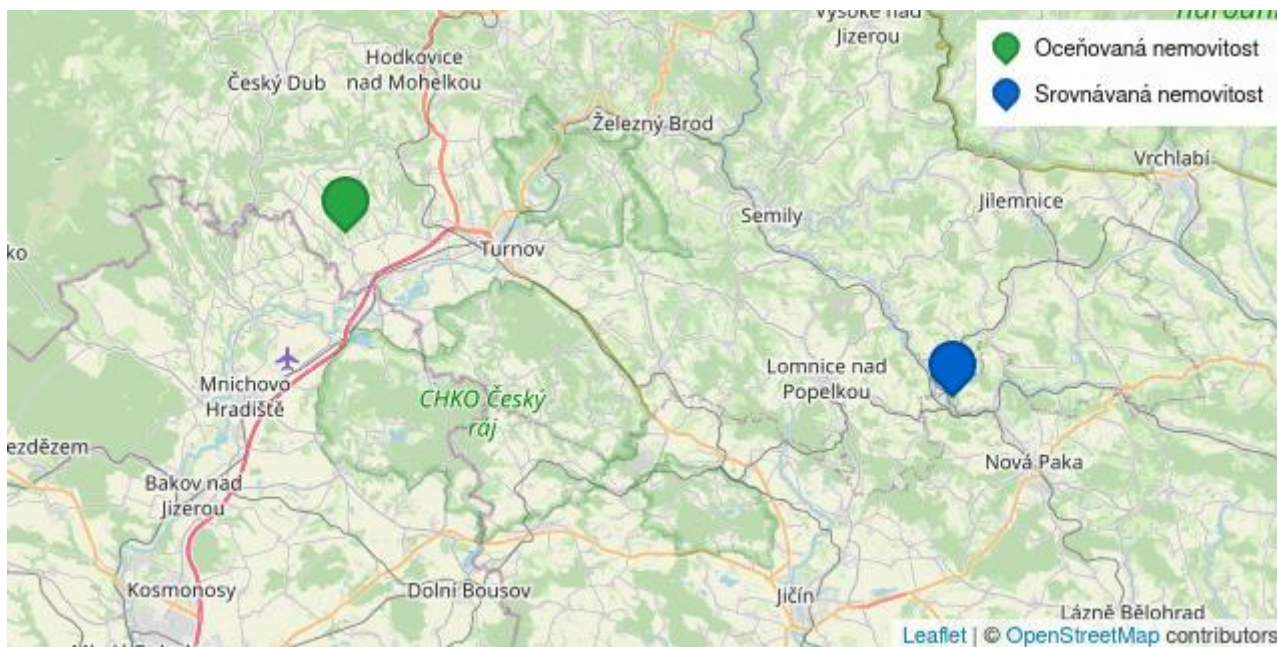 Vysoké nad
Jizerou
Oceňovaná nemovitost
Srovnávaná nemovitost
Hodkovice
nad Mohelkou
Český Dub
Železný Brod
Vrchlabí
Semily
Jilemnice
Turnov
Lomnice nad
Popelkou
Mnichovo
Hradiště
CHKO Český
ráj
Nová Paka
Bakov nad
Jizerou
Kosmonosy
Dolní Bousov
Jičín
Lázně Bělohrad
Leaflet | © OpenStreetMap contributors